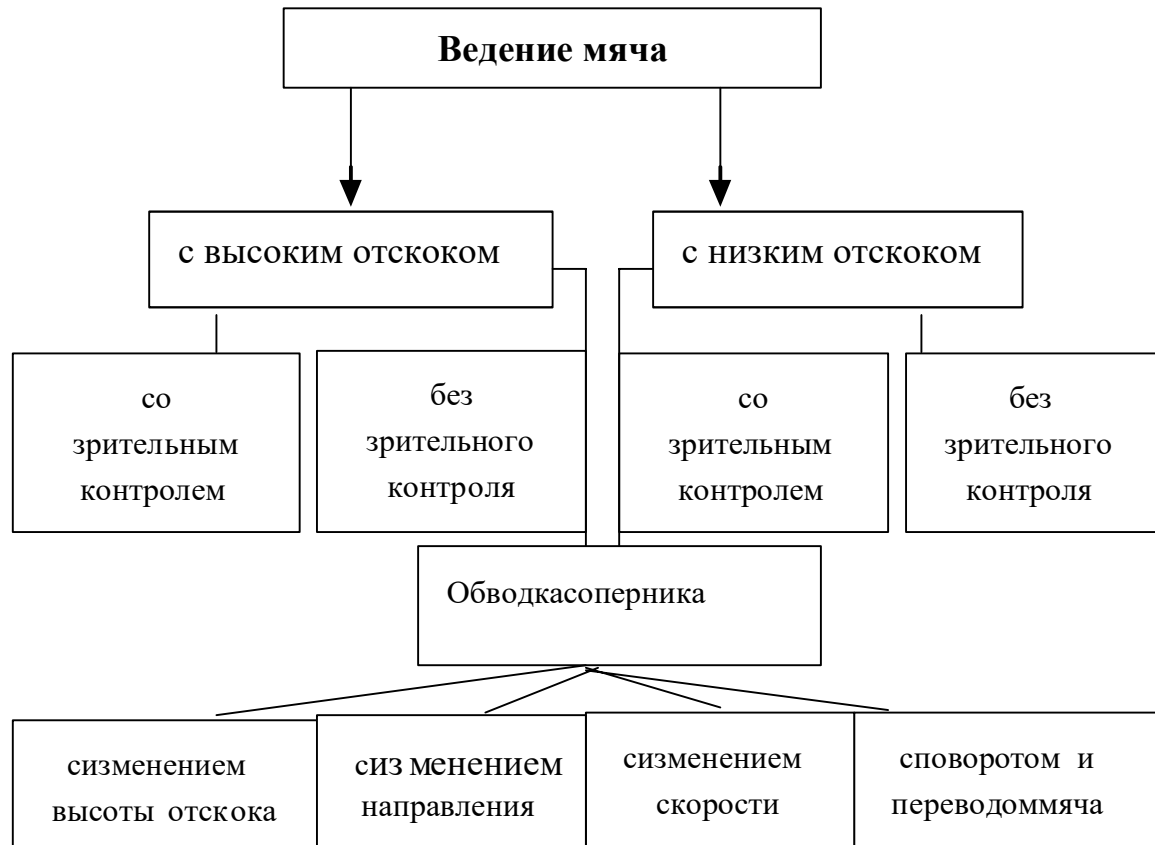 Ведение мяча
с высоким отскоком
с низким отскоком
со
зрительным
контролем
без
зрительного
контроля
со
зрительным
контролем
без
зрительного
контроля
Обводкасоперника
сизменением
высоты отскока
сиз менением
направления
сизменением
скорости
споворотом и
переводоммяча